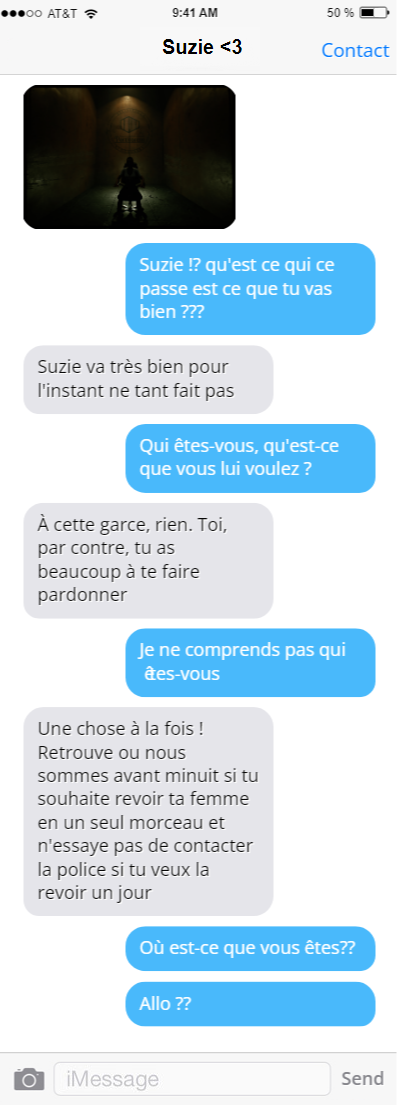 AT&T 9:41 AM 50 %
Suzie <3 Contact
Suzie !? qu'est ce qui ce
passe est ce que tu vas
bien ???
Suzie va très bien pour
l'instant ne tant fait pas
Qui êtes-vous, qu'est-ce
que vous lui voulez ?
À cette garce, rien. Toi,
par contre, tu as
beaucoup à te faire
pardonner
Je ne comprends pas qui
êtes-vous
Une chose à la fois !
Retrouve ou nous
sommes avant minuit si tu
souhaite revoir ta femme
en un seul morceau et
n'essaye pas de contacter
la police si tu veux la
revoir un jour
Où est-ce que vous êtes??
Allo ??
iMessage Send